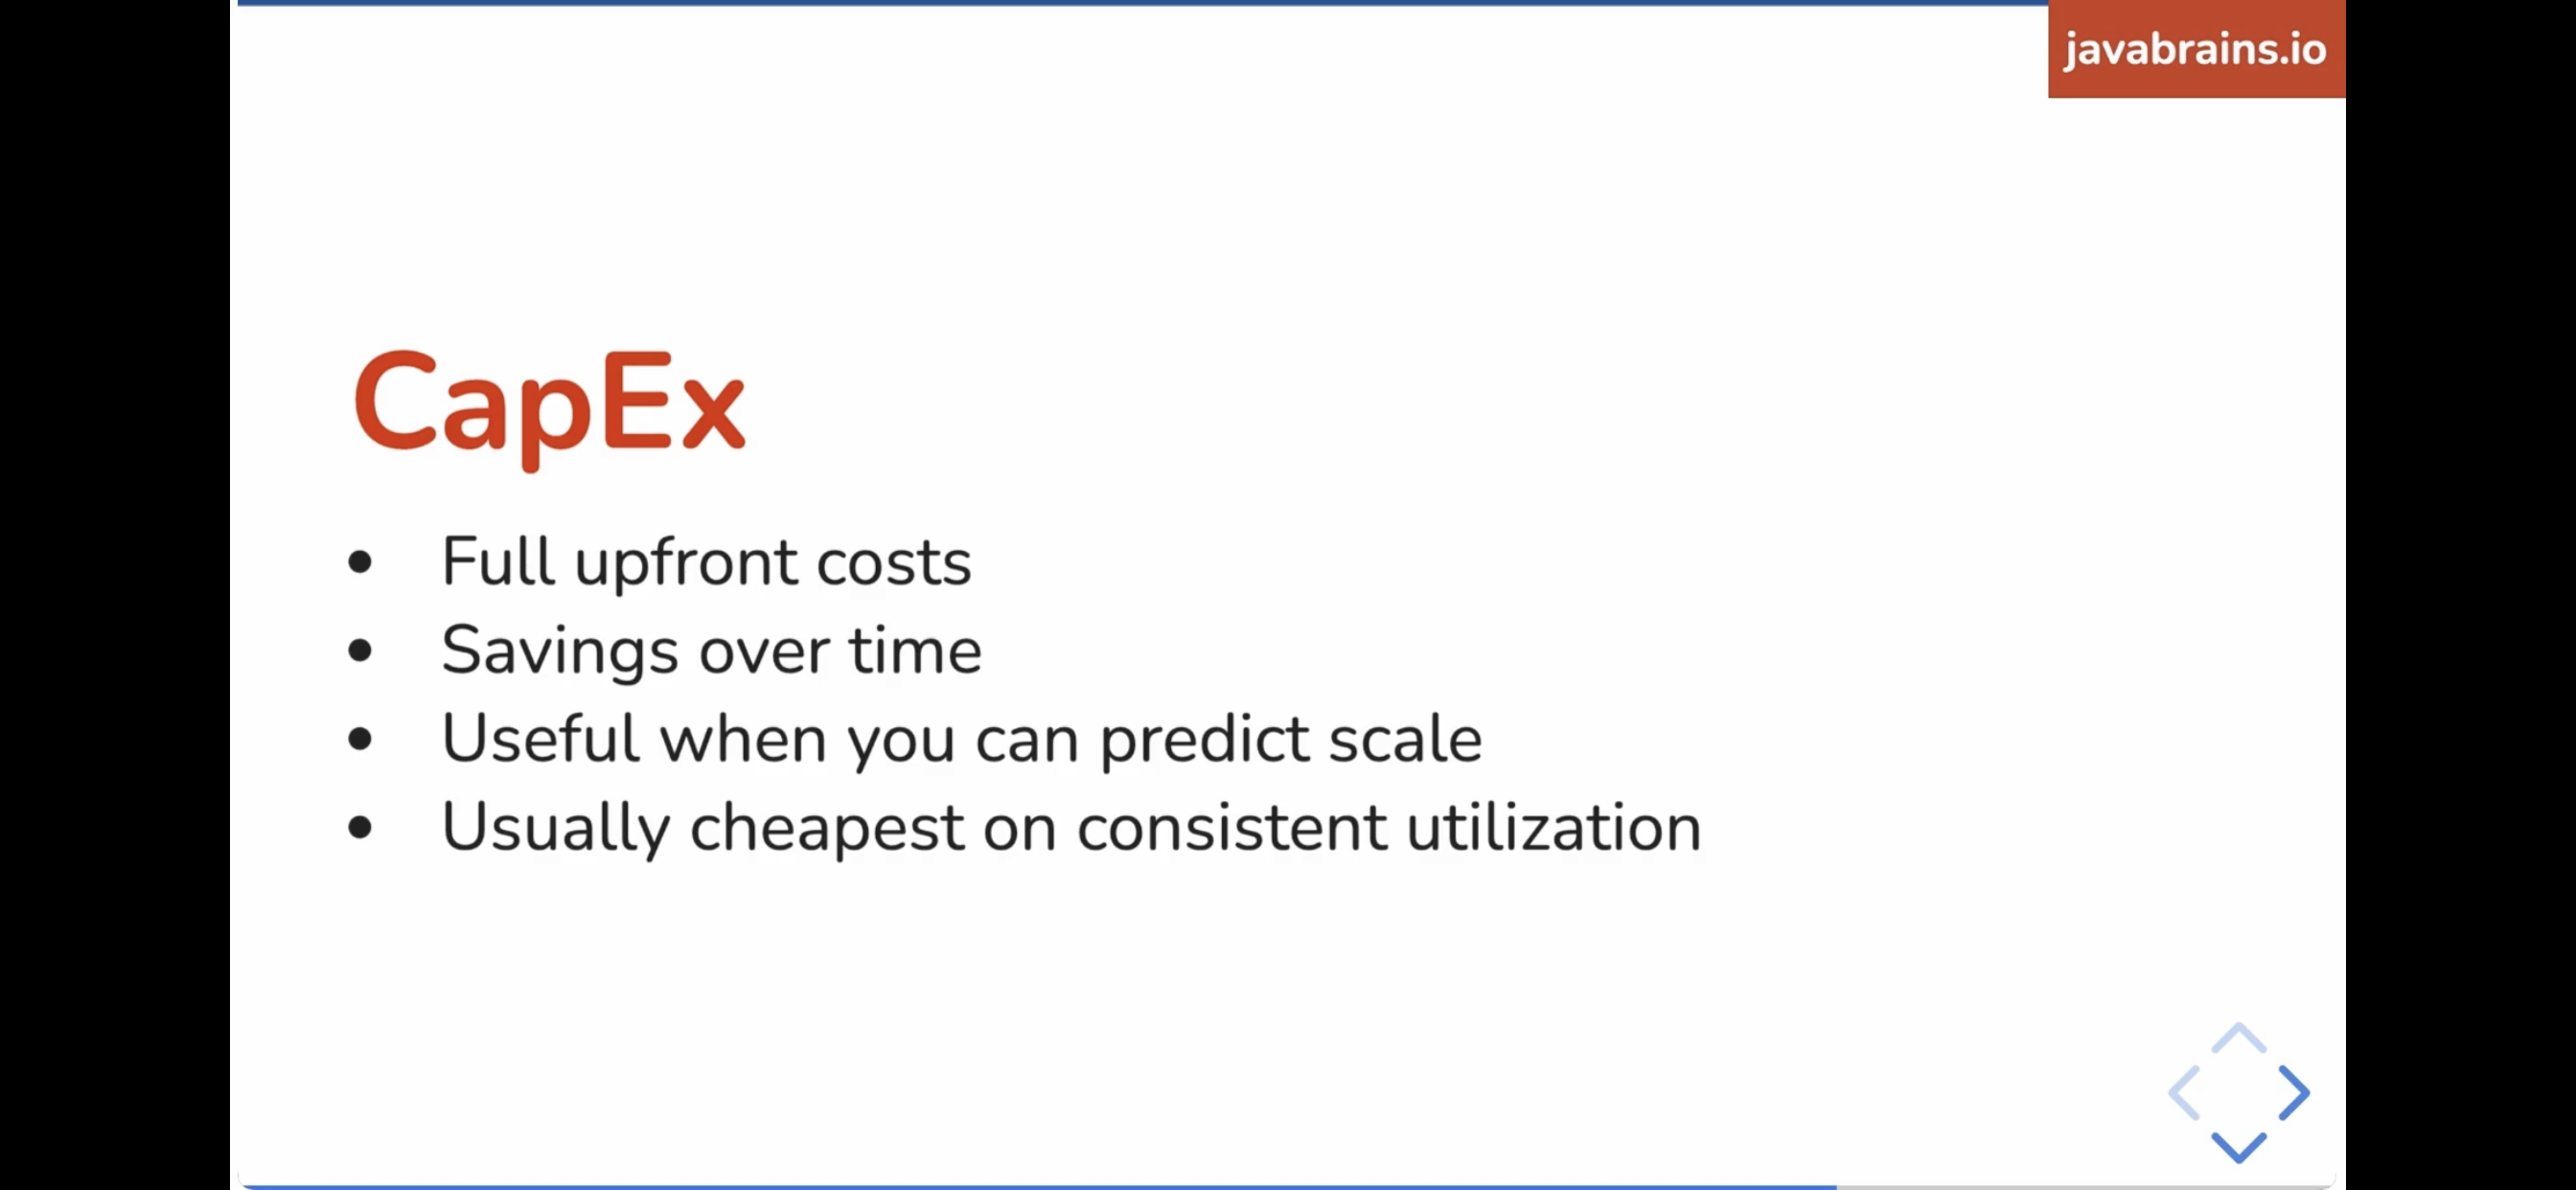 javabrains.io
CapEx
• Full upfront costs
• Savings over time
• Useful when you can predict scale
• Usually cheapest on consistent utilization